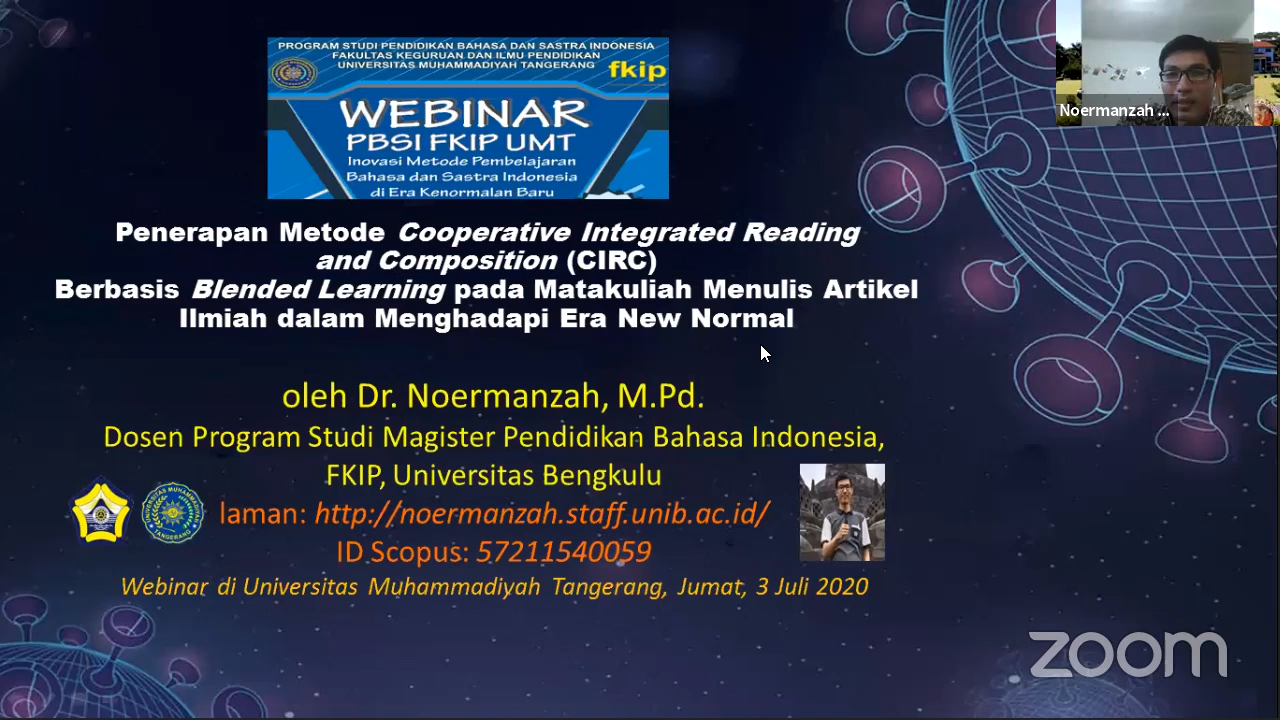 PROGRAM STUDI PENDIDIKAN BAHASA DAN SASTRA INDONESIA
FAKULTAS KEGURUAN DAN ILMU PENDIDIKAN
UNIVERSITAS MUHAMMADIYAH TANGERANG
fkip
WEBINAR
PBSI FKIP UMT
Inovasi Metode Pembelajaran
Bahasa dan Sastra Indonesia
di Era Kenormalan Baru
Noermanzah ...
Penerapan Metode Cooperative Integrated Reading
and Composition (CIRC)
Berbasis Blended Learning pada Matakuliah Menulis Artikel
Ilmiah dalam Menghadapi Era New Normal
oleh Dr. Noermanzah, M.Pd.
Dosen Program Studi Magister Pendidikan Bahasa Indonesia,
FKIP, Universitas Bengkulu
laman: http://noermanzah.staff.unib.ac.id/
ID Scopus: 57211540059
Webinar di Universitas Muhammadiyah Tangerang, Jumat, 3 Juli 2020
UNIVERSITAS MUHAMMADIYAH
TANGERANG
zoom